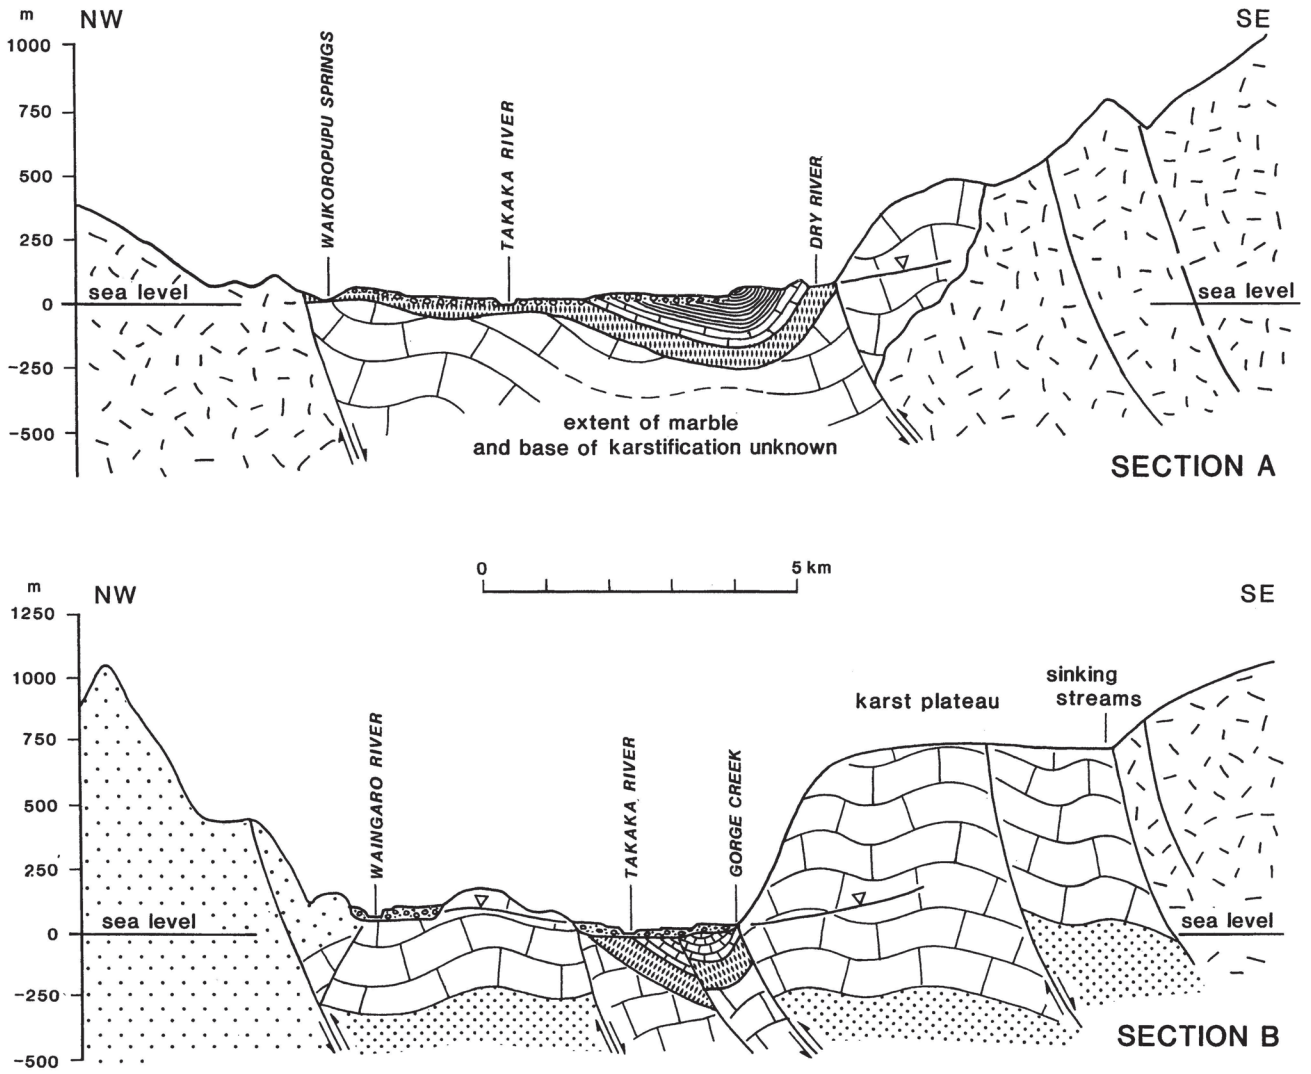 m
NW
SE
1000
750
500
250
0
-250
-500
WAIKOROPUPU SPRINGS
TAKAKA RIVER
DRY RIVER
sea level
sea level
extent of marble
and base of karstification unknown
SECTION A
0
5 km
m
NW
SE
1250
1000
750
500
250
0
-250
-500
WAINGARO RIVER
TAKAKA RIVER
GORGE CREEK
karst plateau
sinking
streams
sea level
sea level
SECTION B